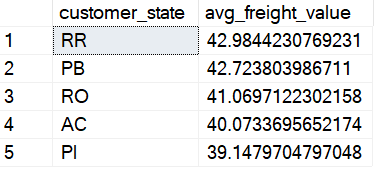 customer_state avg_freight_value
1 RR 42.9844230769231
2 PB 42.723803986711
3 RO 41.0697122302158
4 AC 40.0733695652174
5 PI 39.1479704797048